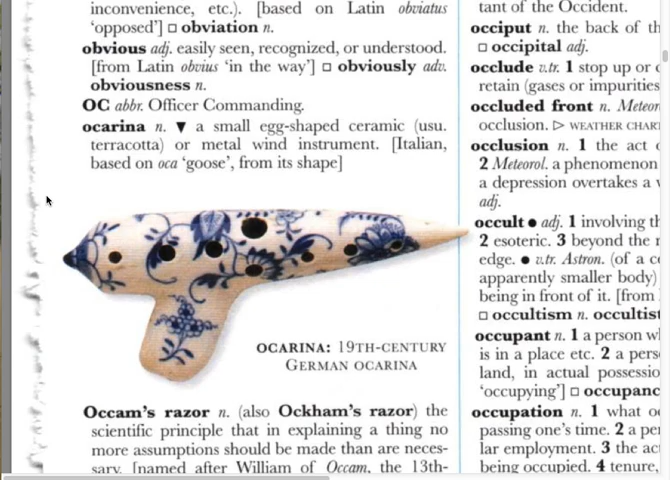 inconvenience, etc.). [based on Latin obviatus
'opposed'] □ obviation n.
obvious adj. easily seen, recognized, or understood.
[from Latin obvius 'in the way'] □ obviously adv.
obviousness n.
OC abbr. Officer Commanding.
ocarina n. ▼ a small egg-shaped ceramic (usu.
terracotta) or metal wind instrument. [Italian,
based on oca 'goose', from its shape]
OCARINA: 19TH-CENTURY
GERMAN OCARINA
Occam's razor n. (also Ockham's razor) the
scientific principle that in explaining a thing no
more assumptions should be made than are neces-
sary. [named after William of Occam, the 13th-
tant of the Occident.
occiput n. the back of th
□ occipital adj.
occlude v.tr. 1 stop up or
retain (gases or impurities
occluded front n. Meteor
occlusion. ▷ WEATHER CHART
occlusion n. 1 the act
2 Meteorol. a phenomenon
a depression overtakes a
adj.
occult ● adj. 1 involving th
2 esoteric. 3 beyond the
edge. ● v.tr. Astron. (of a
apparently smaller body)
being in front of it. [from
□ occultism n. occultist
occupant n. 1 a person w
is in a place etc. 2 a pers
land, in actual possessio
'occupying'] □ occupanc
occupation n. 1 what
passing one's time. 2 a
lar employment. 3 the ac
being occupied. 4 tenure,